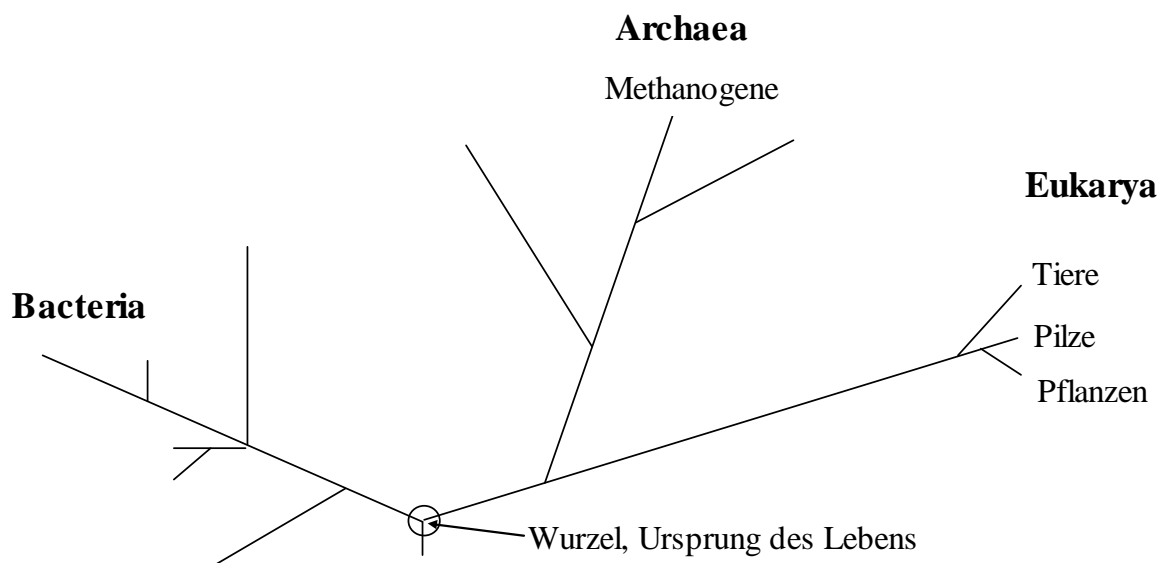 Archaea
Methanogene
Eukarya
Tiere
Bacteria
Pilze
Pflanzen
Wurzel, Ursprung des Lebens